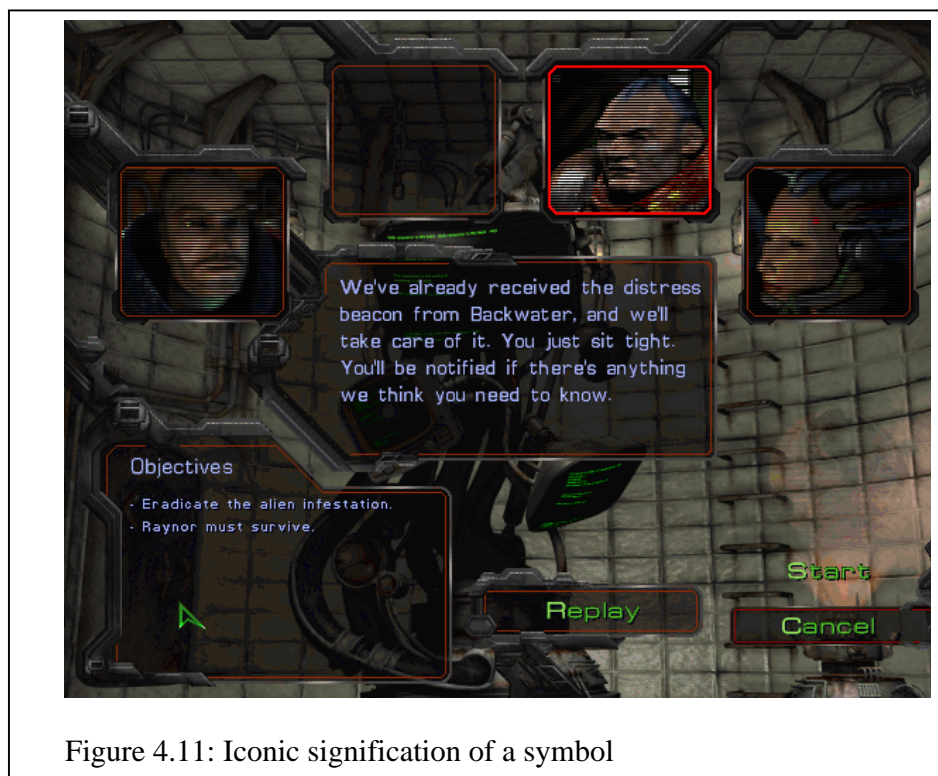 We've already received the distress
beacon from Backwater, and we'll
take care of it. You just sit tight.
You'll be notified if there's anything
we think you need to know.
Objectives
- Eradicate the alien infestation.
- Raynor must survive.
Start
Replay
Cancel
Figure 4.11: Iconic signification of a symbol